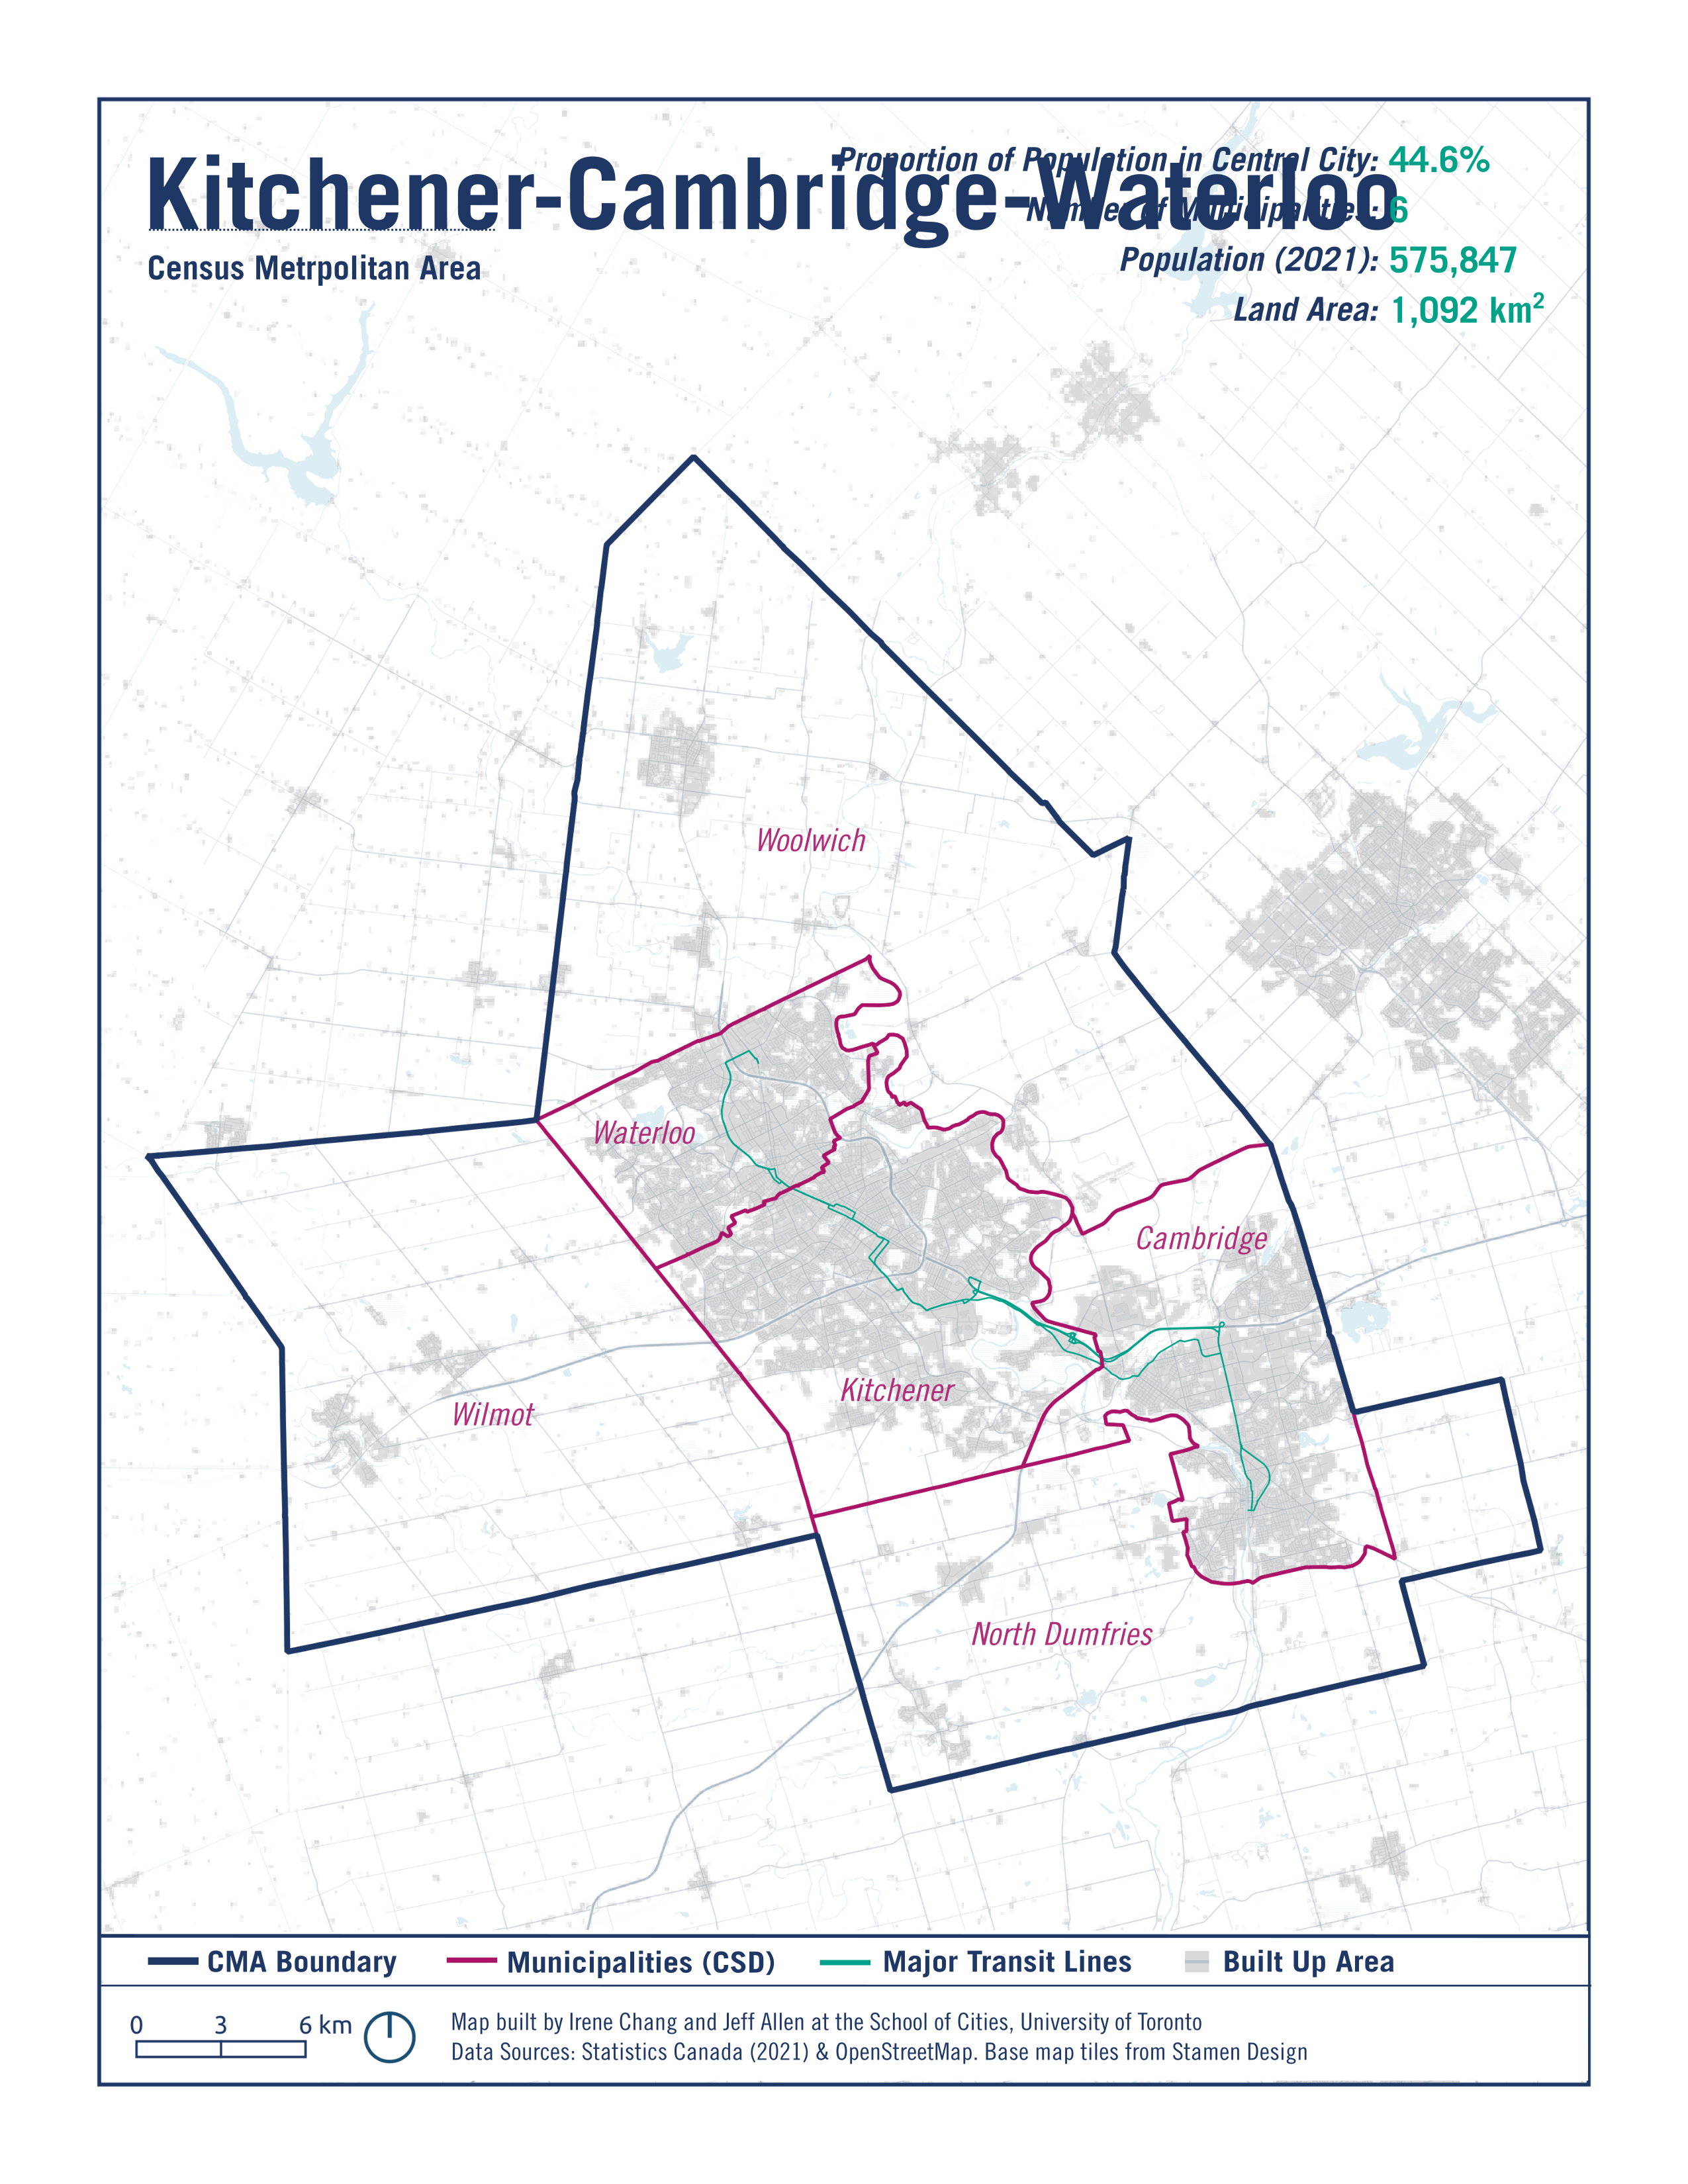 Kitchener-Cambridge-Waterloo
Census Metrpolitan Area
Proportion of Population in Central City: 44.6%
Number of Municipalities: 6
Population (2021): 575,847
Land Area: 1,092 km²
Woolwich
Waterloo
Cambridge
Kitchener
Wilmot
North Dumfries
CMA Boundary
Municipalities (CSD)
Major Transit Lines
Built Up Area
0 3 6 km
Map built by Irene Chang and Jeff Allen at the School of Cities, University of Toronto
Data Sources: Statistics Canada (2021) & OpenStreetMap. Base map tiles from Stamen Design